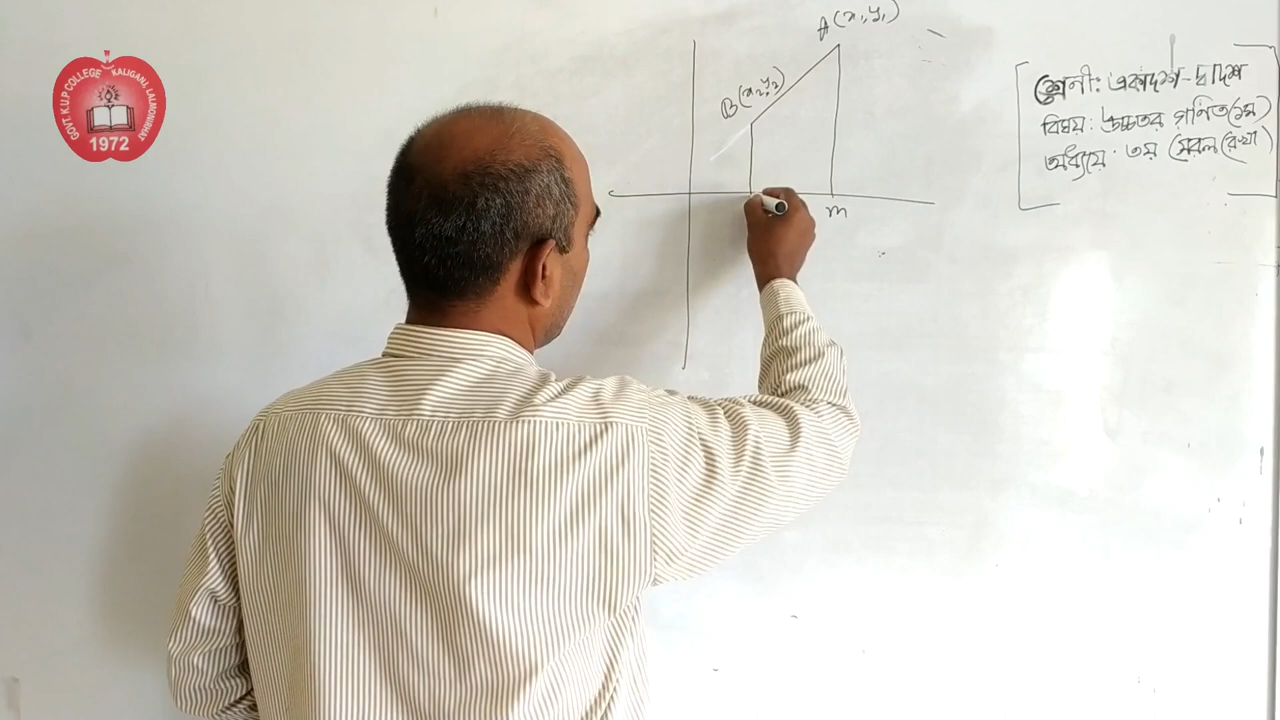 GOVT. K.U.P COLLEGE KALIGANJ, LALMONIRHAT
1972
A(x₁,y₁)
B(x₂,y₂)
m
শ্রেনী: একাদশ-দ্বাদশ
বিষয়: উচ্চতর গণিত(১ম)
অধ্যায়: ৩য় (সরল রেখা)